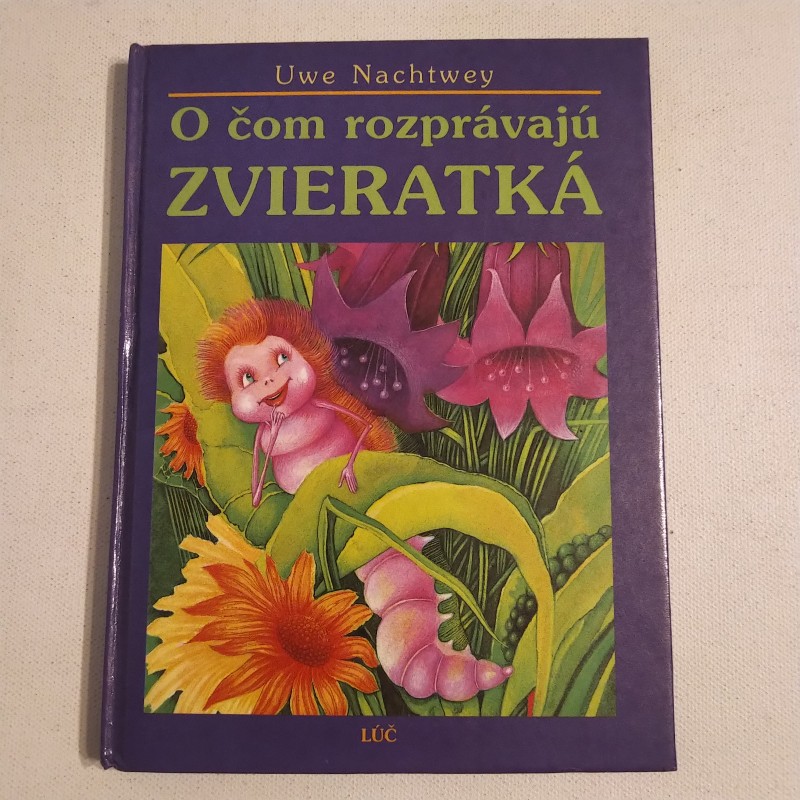 Uwe Nachtwey
O čom rozprávajú
ZVIERATKÁ
LÚČ